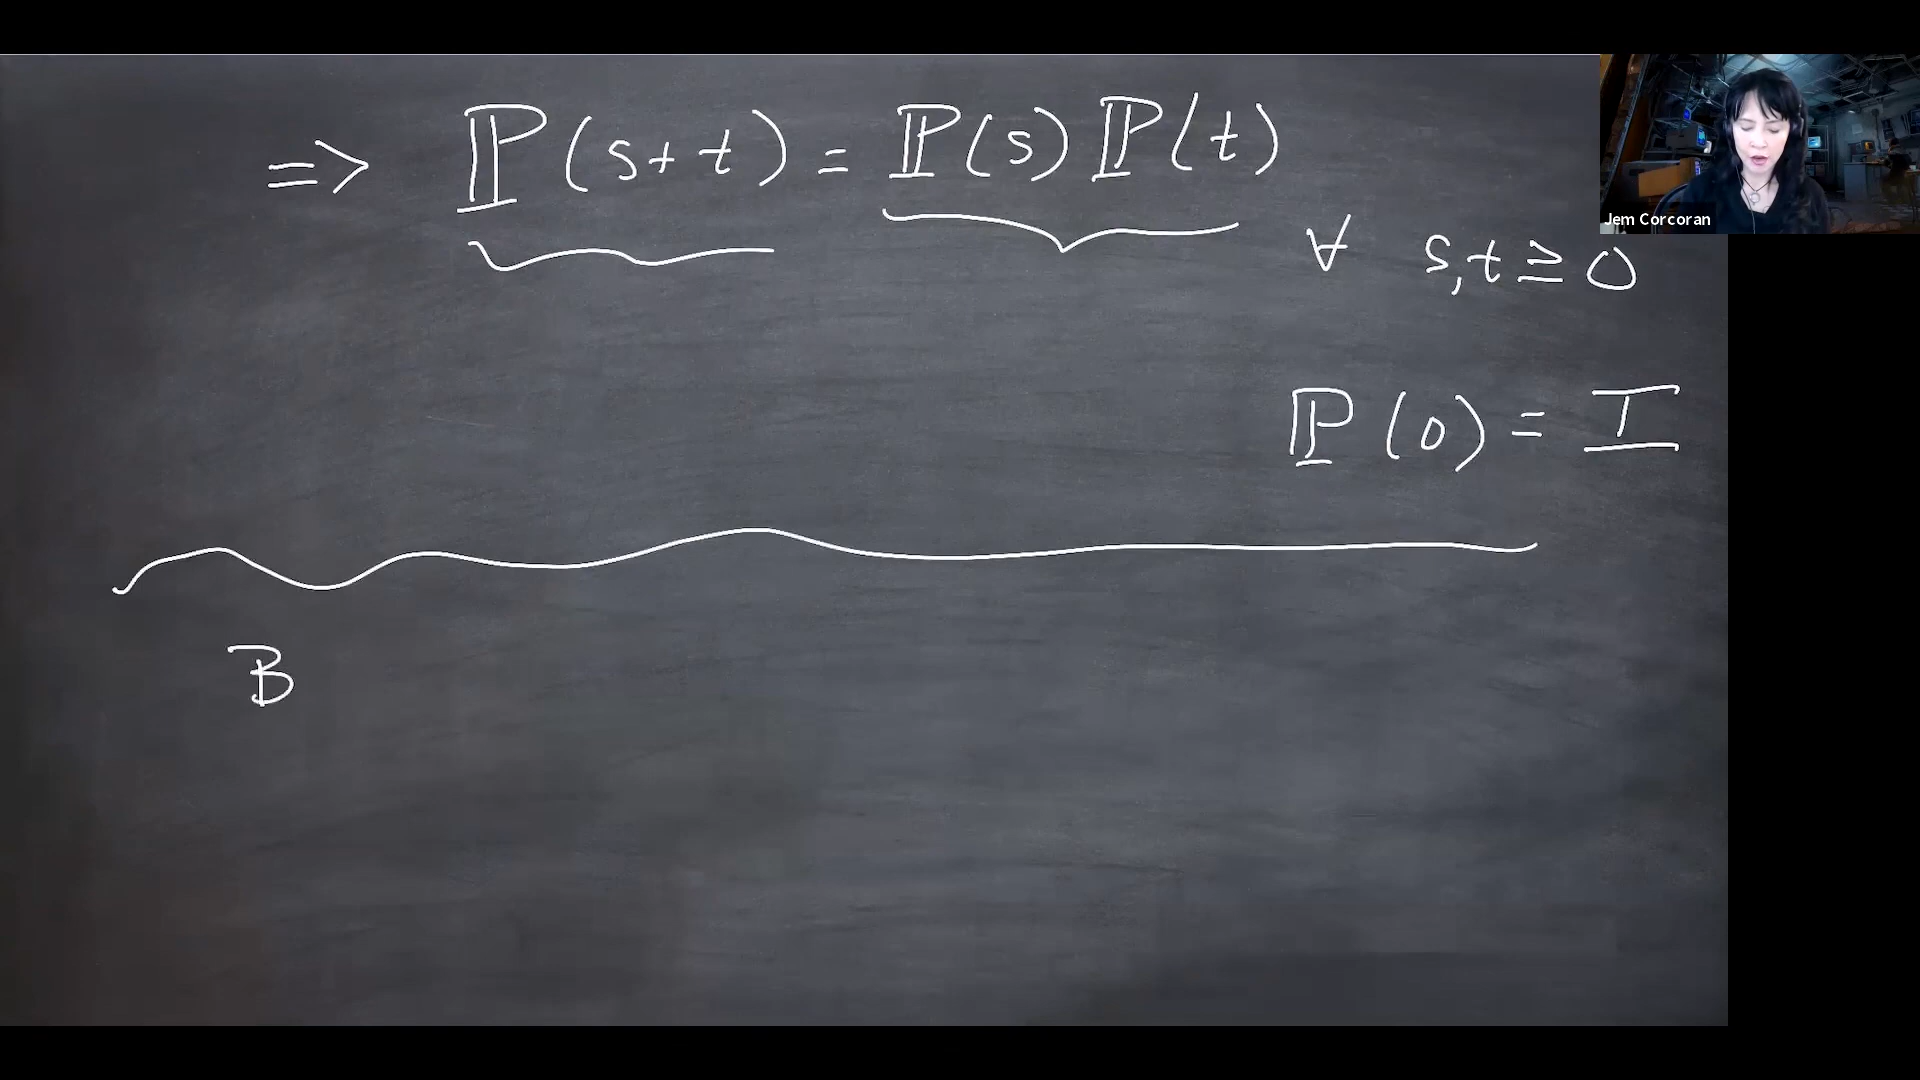 => ℙ(s+t) = ℙ(s)ℙ(t)
∀ s,t ≥ 0
ℙ(0) = I
B
Jem Corcoran